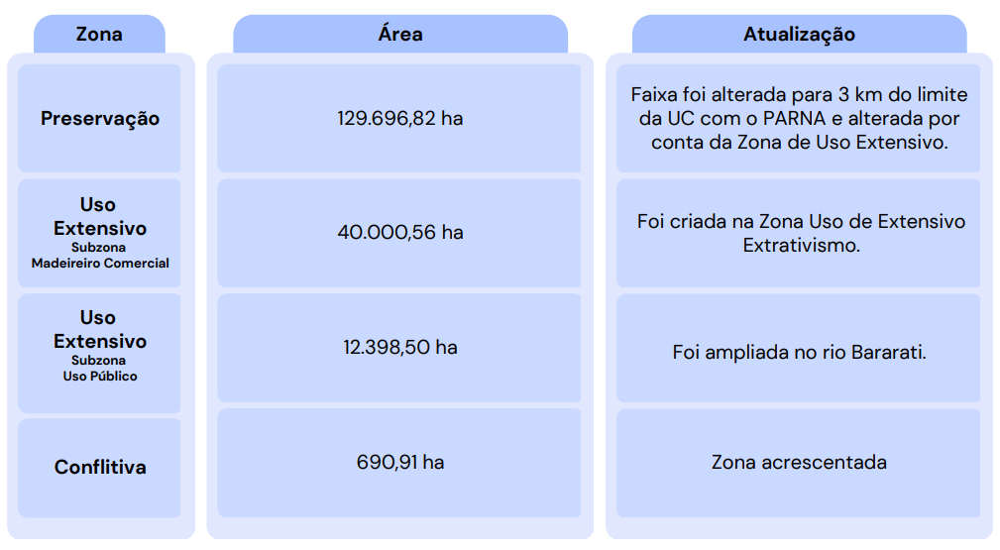 Zona
Área
Atualização
Preservação
129.696,82 ha
Faixa foi alterada para 3 km do limite
da UC com o PARNA e alterada por
conta da Zona de Uso Extensivo.
Uso
Extensivo
Subzona
Madeireiro Comercial
40.000,56 ha
Foi criada na Zona Uso de Extensivo
Extrativismo.
Uso
Extensivo
Subzona
Uso Público
12.398,50 ha
Foi ampliada no rio Bararati.
Conflitiva
690,91 ha
Zona acrescentada